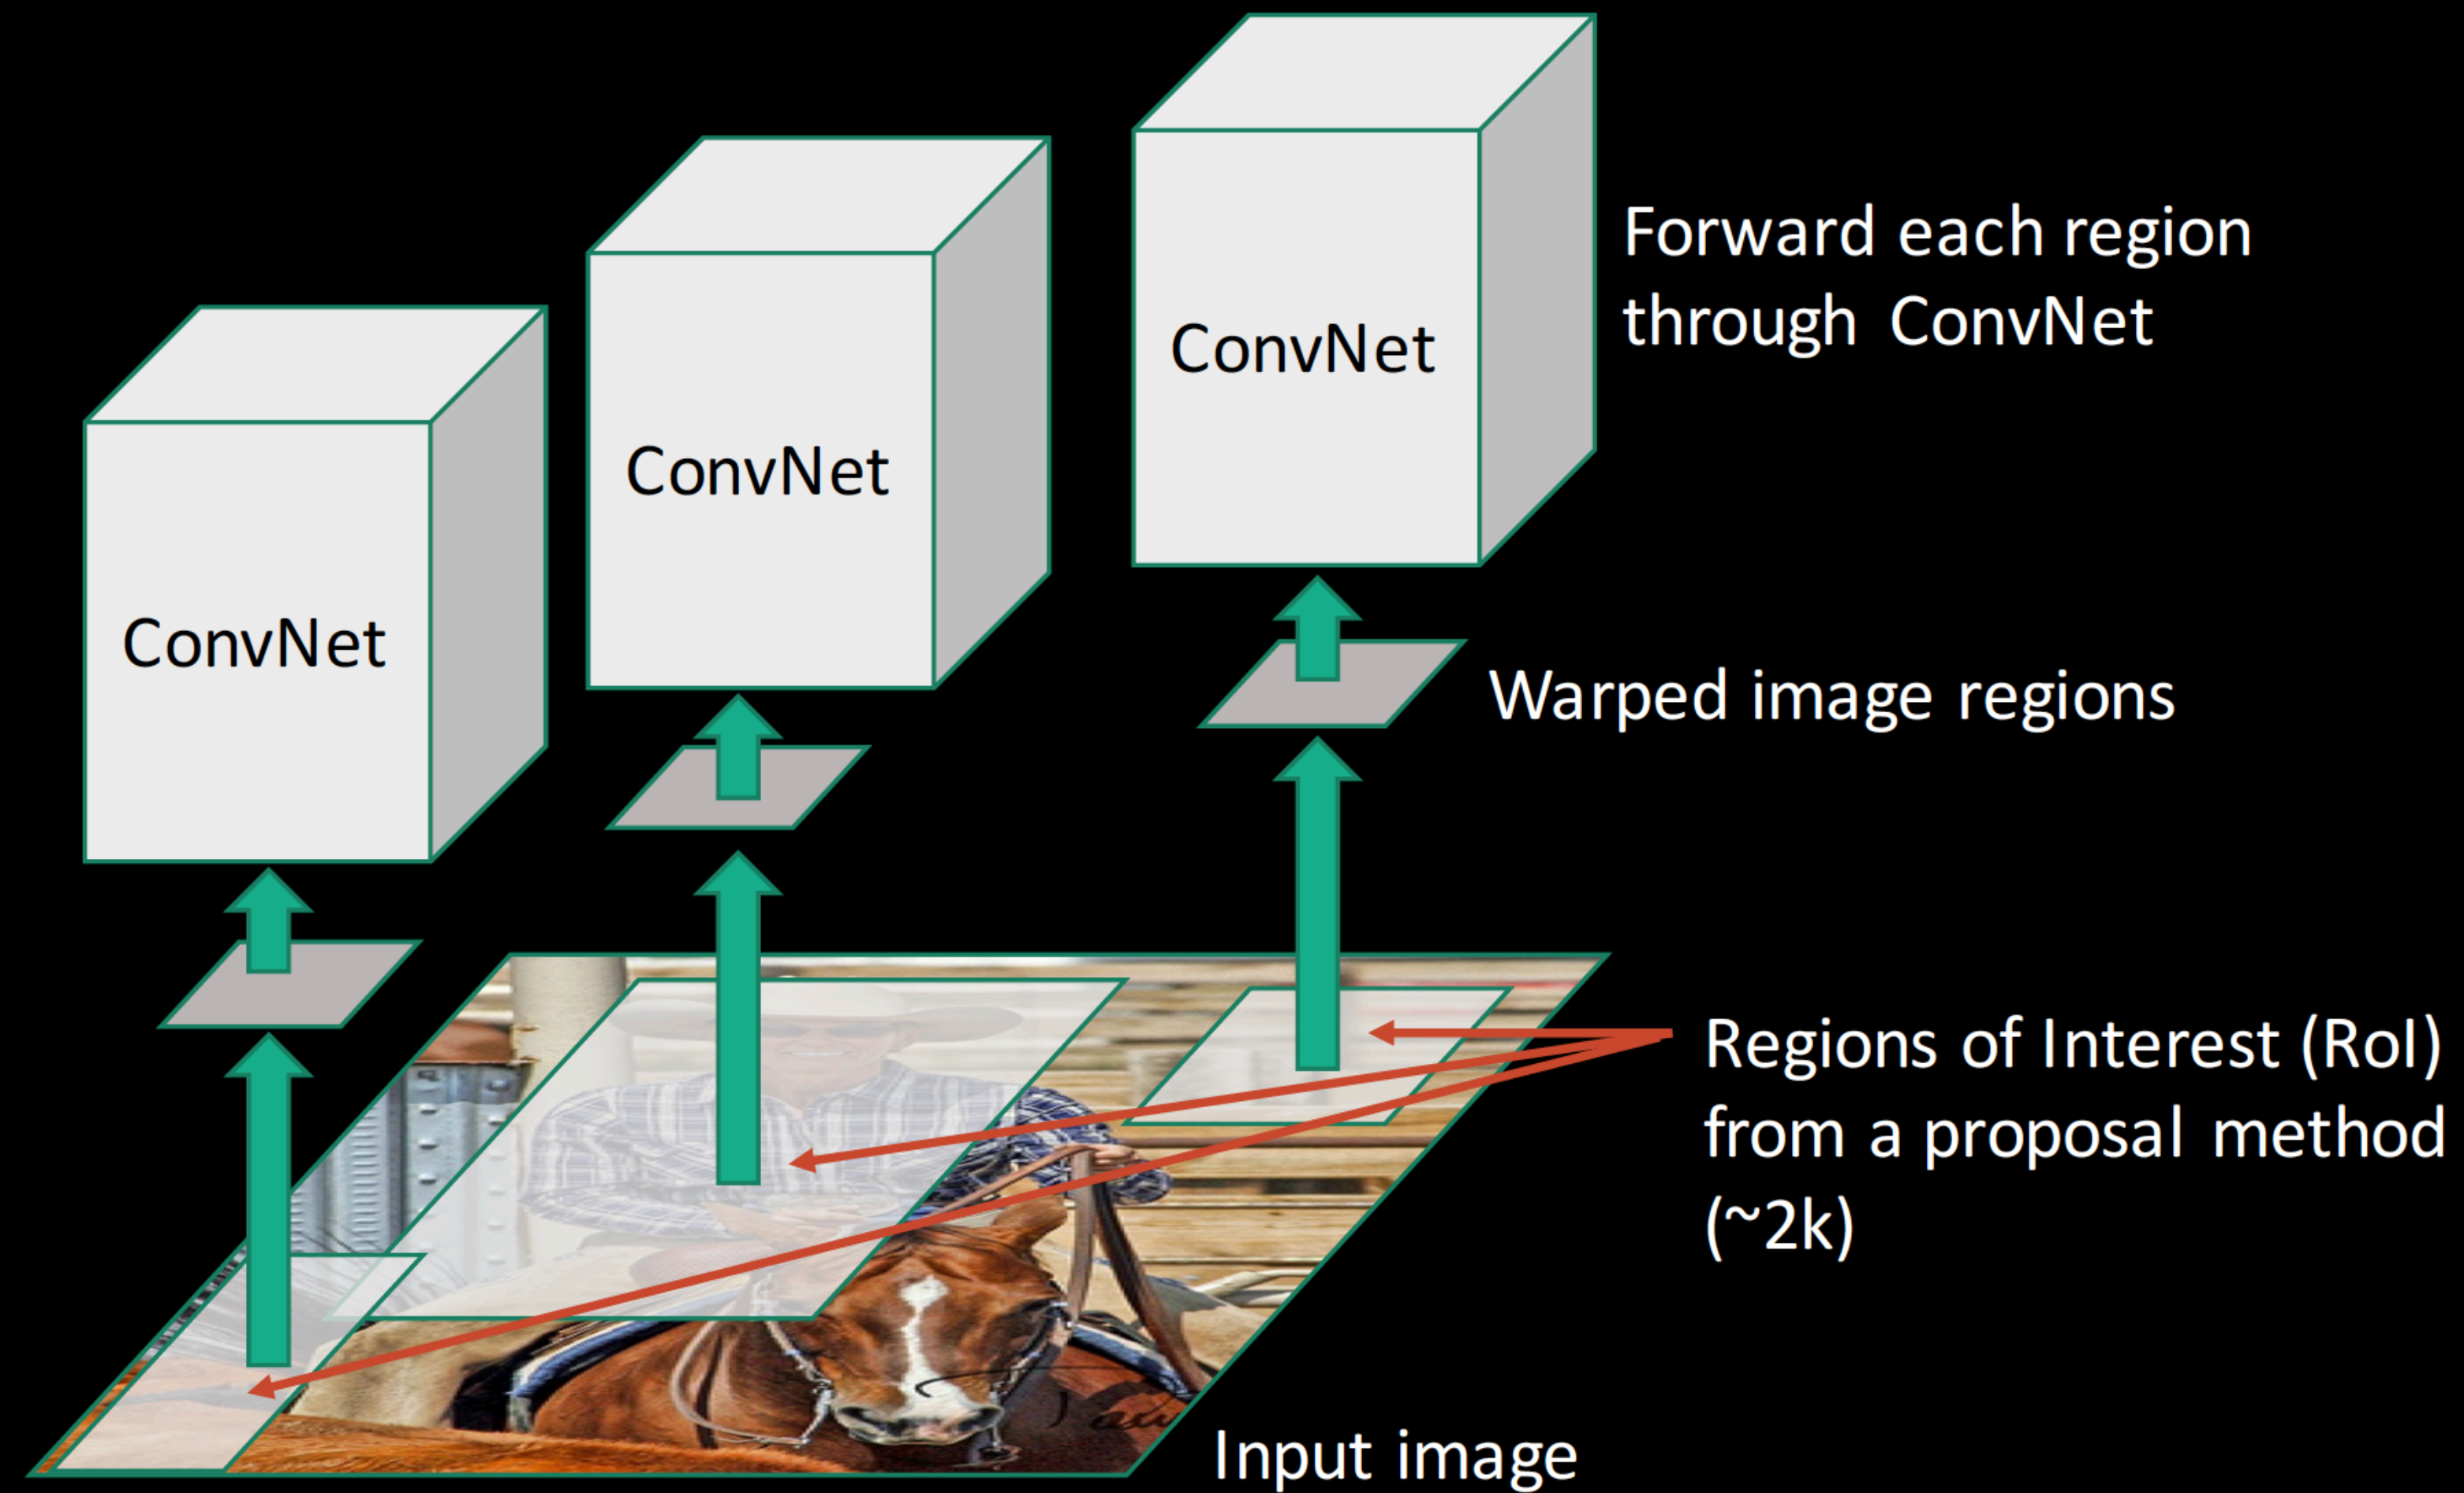 Forward each region
through ConvNet
ConvNet
ConvNet
ConvNet
Warped image regions
Regions of Interest (RoI)
from a proposal method
(~2k)
Input image